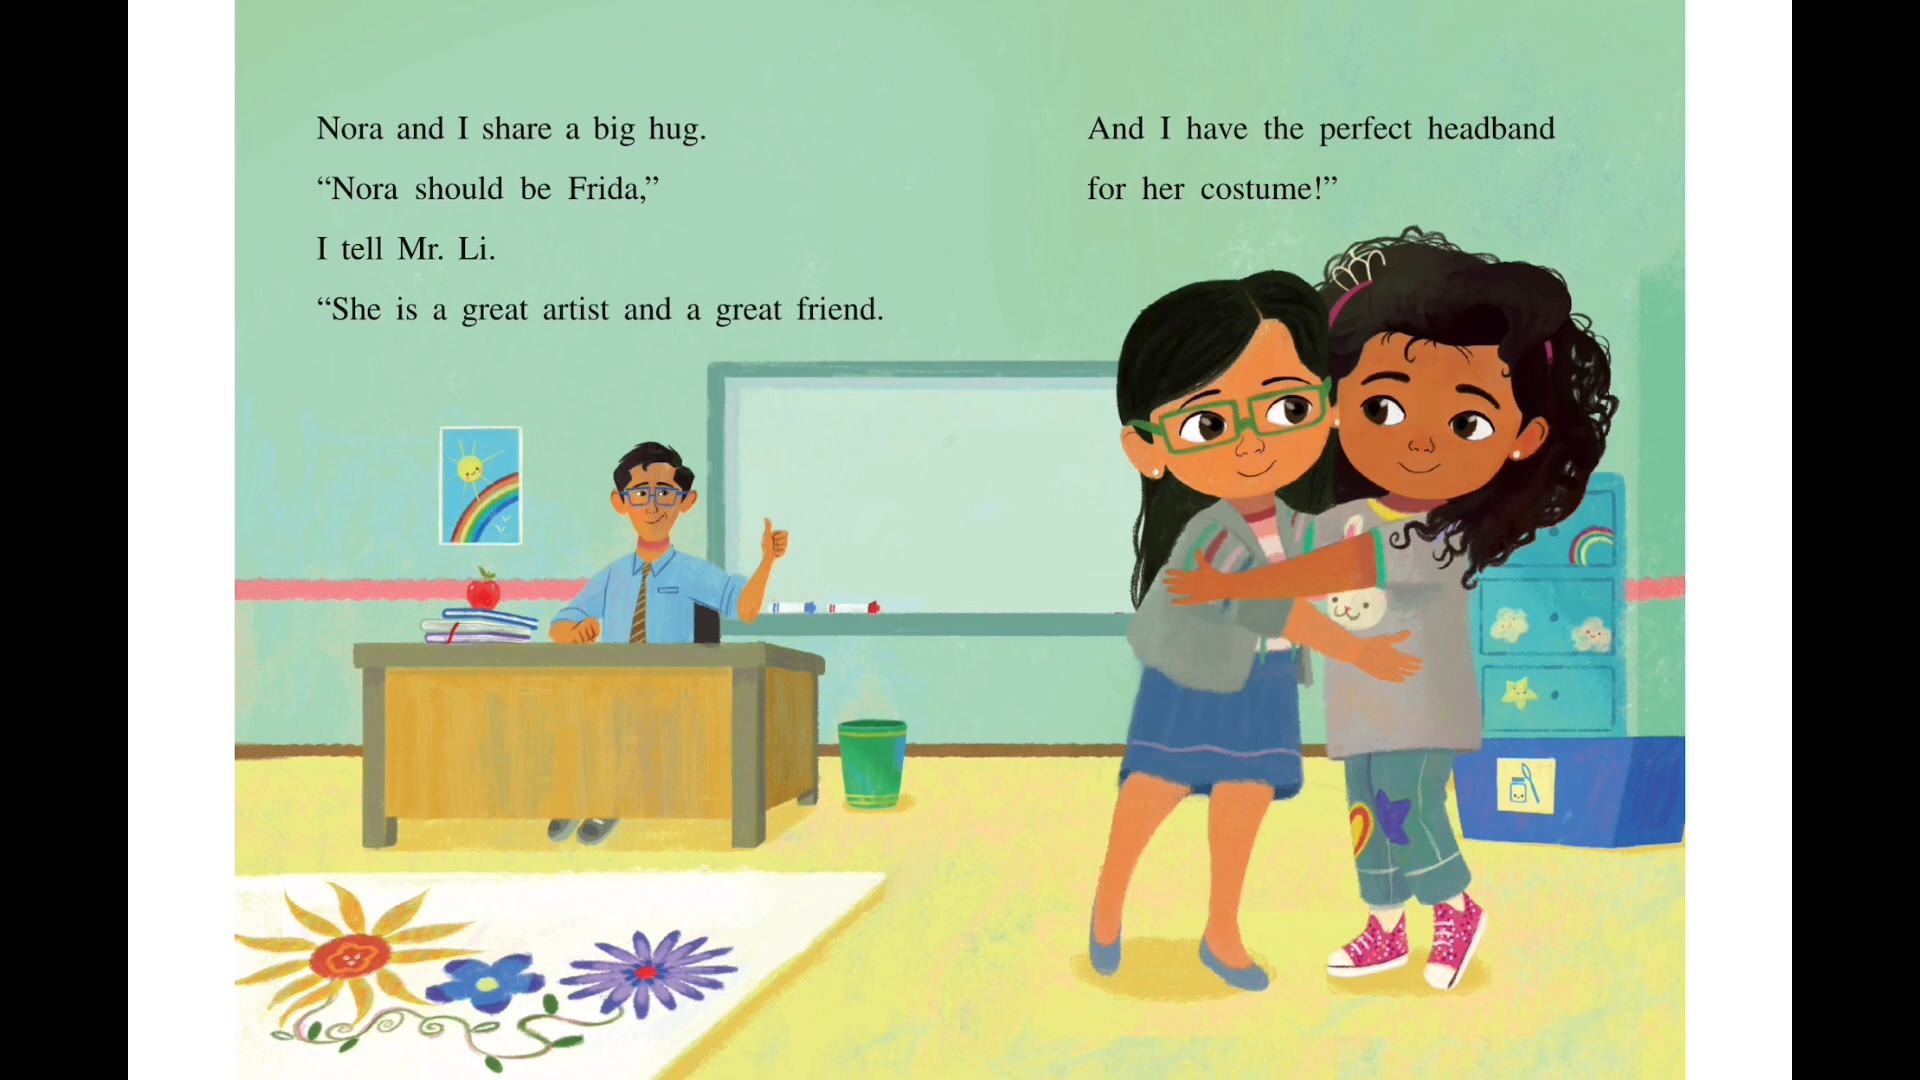 Nora and I share a big hug.
“Nora should be Frida,”
I tell Mr. Li.
“She is a great artist and a great friend.
And I have the perfect headband
for her costume!”